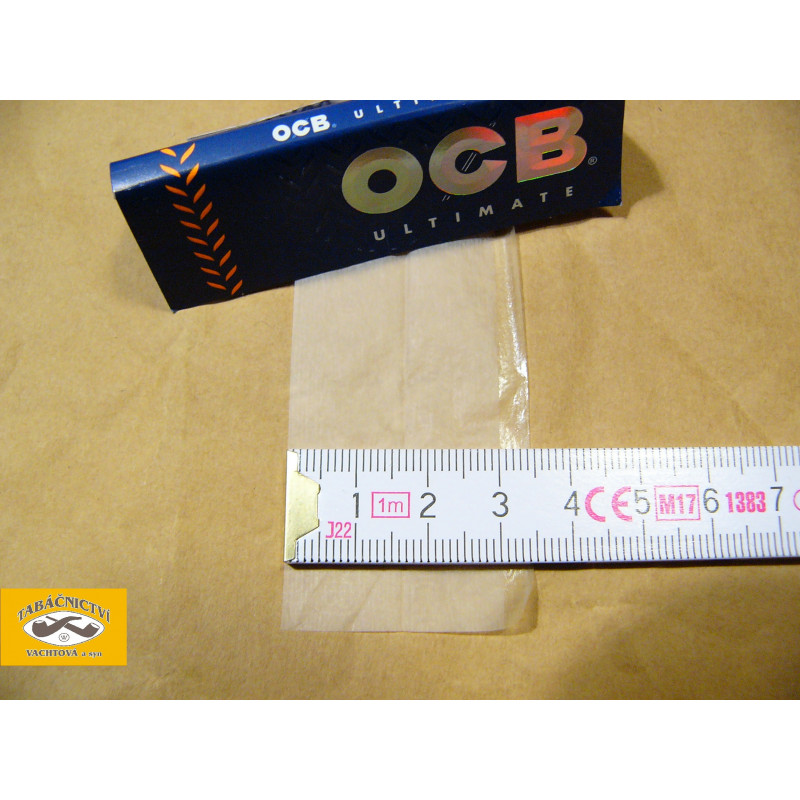 OCB® ULTI
OCB®
ULTIMATE
1 1m 2 3 4 CE 5 M17 6 1383 7
J22
TABÁČNICTVÍ
VACHTOVA a syn